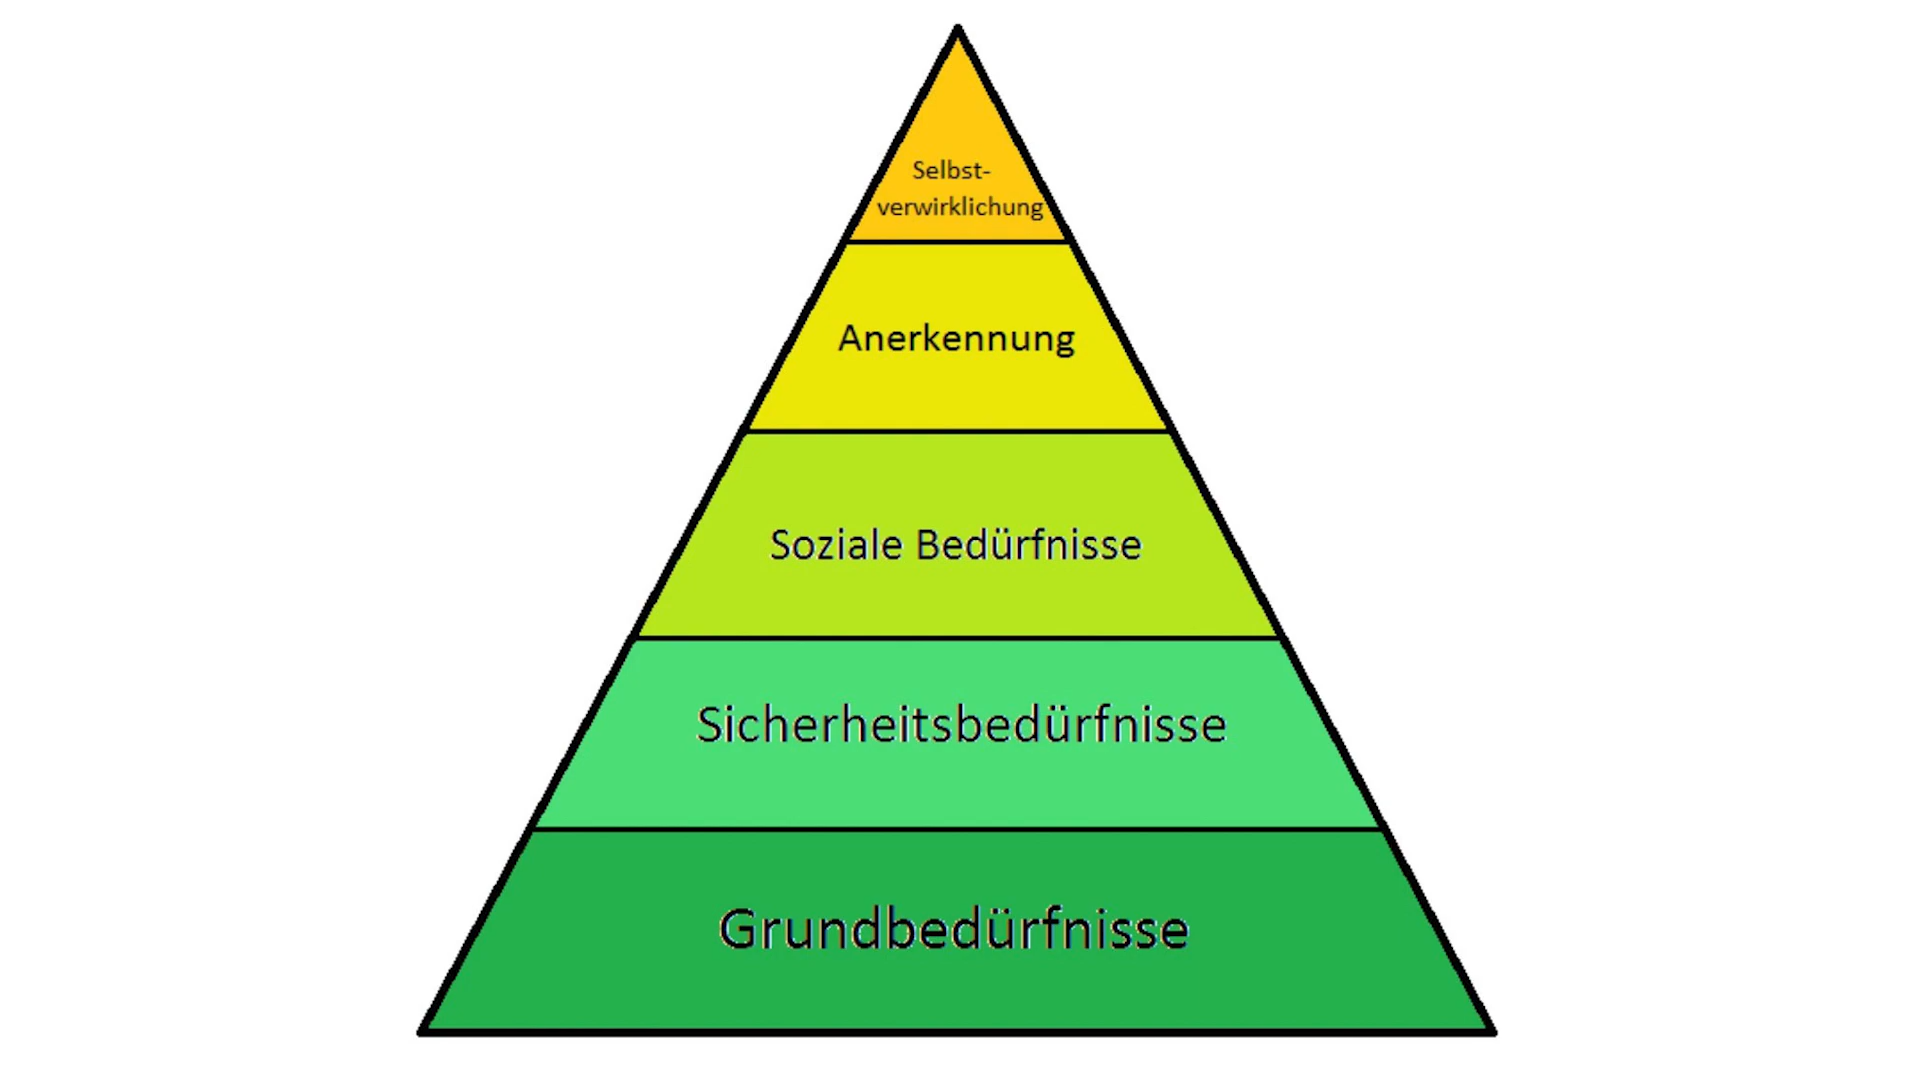 Selbst-
verwirklichung
Anerkennung
Soziale Bedürfnisse
Sicherheitsbedürfnisse
Grundbedürfnisse